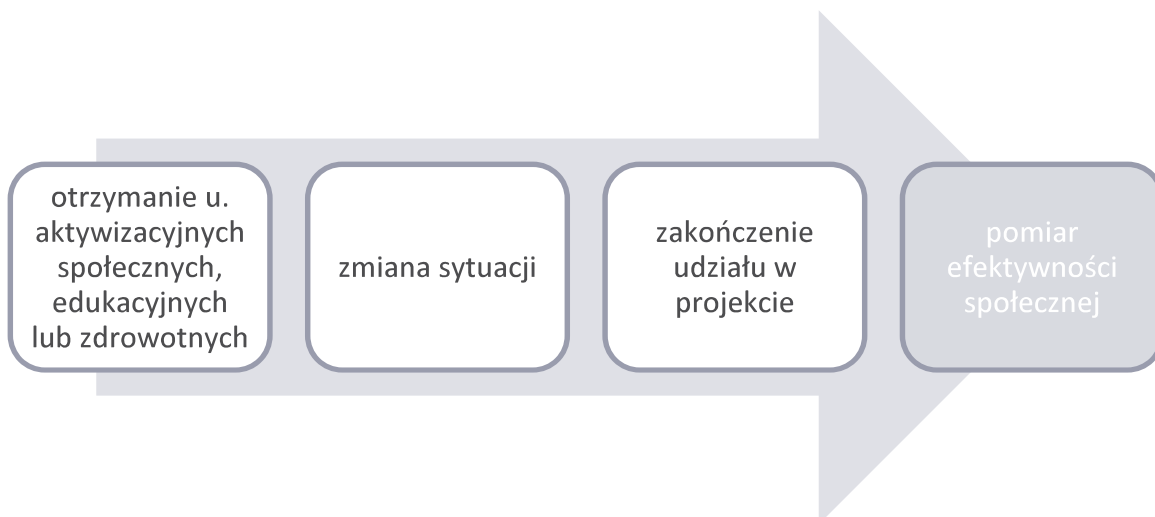 otrzymanie u.
aktywizacyjnych
społecznych,
edukacyjnych
lub zdrowotnych
zmiana sytuacji
zakończenie
udziału w
projekcie
pomiar
efektywności
społecznej